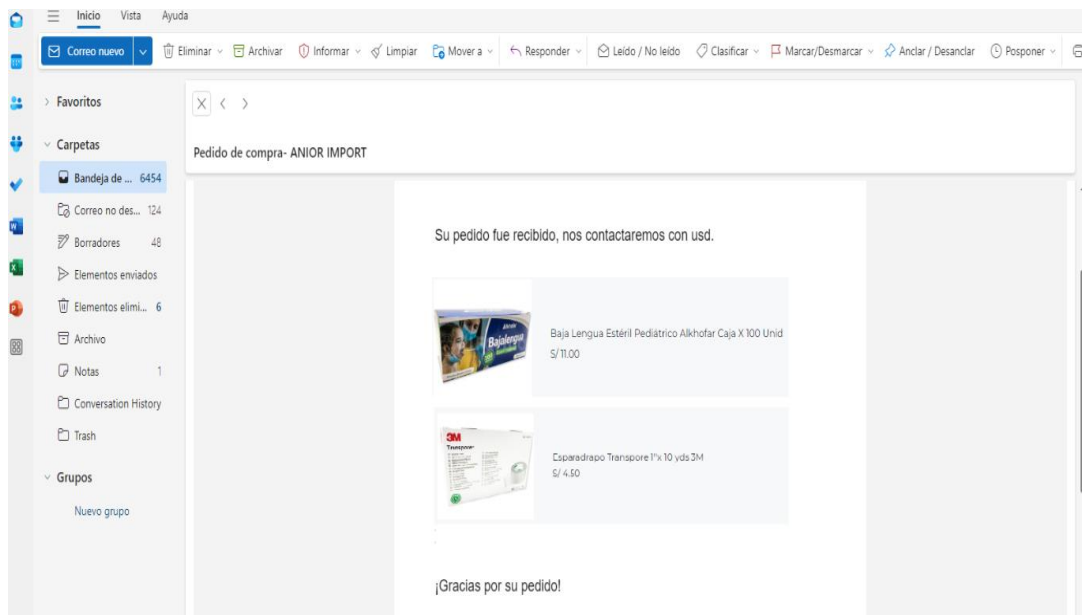 Inicio Vista Ayuda
Correo nuevo Eliminar Archivar Informar Limpiar Mover a Responder Leído / No leído Clasificar Marcar/Desmarcar Anclar / Desanclar Posponer
Favoritos
Carpetas
Pedido de compra- ANIOR IMPORT
Bandeja de ... 6454
Correo no des... 124
Borradores 48
Elementos enviados
Elementos elimi... 6
Archivo
Notas 1
Conversation History
Trash
Grupos
Nuevo grupo
Su pedido fue recibido, nos contactaremos con usd.
Bajalengua
Baja Lengua Estéril Pediátrico Alkhofar Caja X 100 Unid
S/ 11.00
3M
Transpore
Esparadrapo Transpore 1"x 10 yds 3M
S/ 4.50
¡Gracias por su pedido!